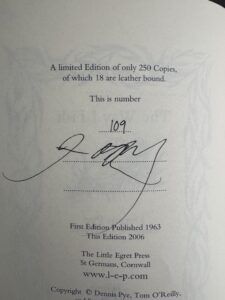 A limited Edition of only 250 Copies,
of which 18 are leather bound.
This is number
109
First Edition Published 1963
This Edition 2006
The Little Egret Press
St Germans, Cornwall
www.l-e-p.com
Copyright © Dennis Pye, Tom O'Reilly.